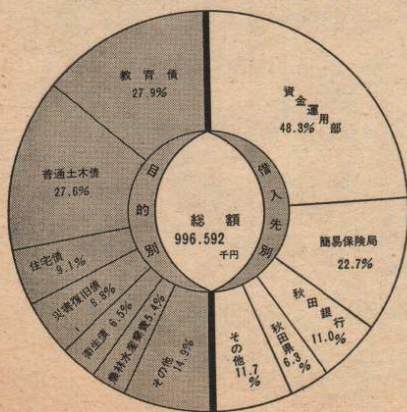 教育債
27.9%
普通土木債
27.6%
住宅債
9.1%
災害復旧債
8.8%
衛生債 6.5%
農林水産業債5.4%
その他
14.9%
目的別
総額
996.592
千円
借入先別
資金運用部
48.3%
簡易保険局
22.7%
秋田銀行
11.0%
秋田県
6.3%
その他
11.7
%